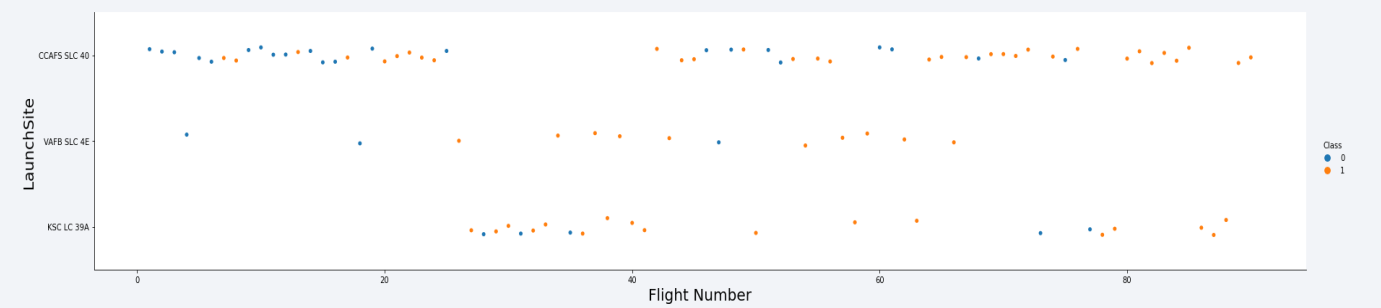 CCAFS SLC 40
VAFB SLC 4E
KSC LC 39A
LaunchSite
0
20
40
60
80
Flight Number
Class
0
1